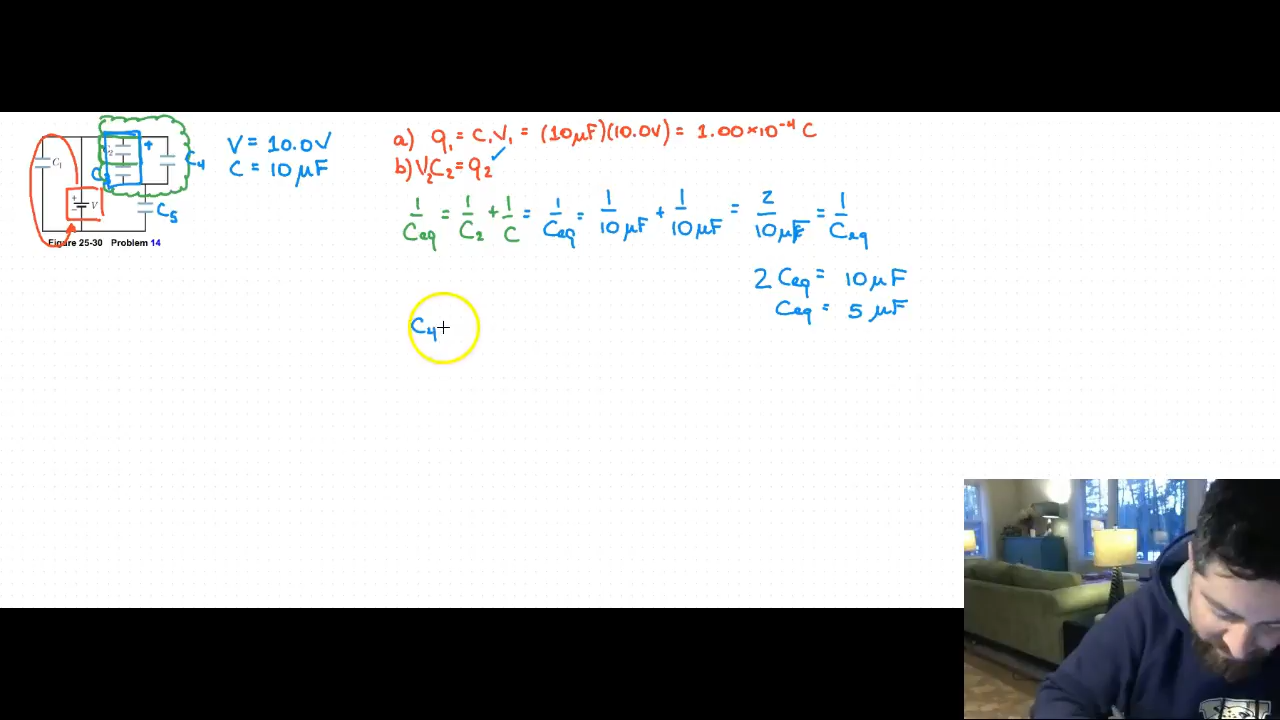 C₁
C₂
C
C₄
V
C₅
Figure 25-30 Problem 14
V = 10.0V
C = 10 μF
a) q₁ = C₁V₁ = (10μF)(10.0V) = 1.00×10⁻⁴ C
b) V₂C₂ = q₂ ✓
1/Ceq = 1/C₂ + 1/C = 1/Ceq = 1/10μF + 1/10μF = 2/10μF = 1/Ceq
2 Ceq = 10μF
Ceq = 5 μF
C₄